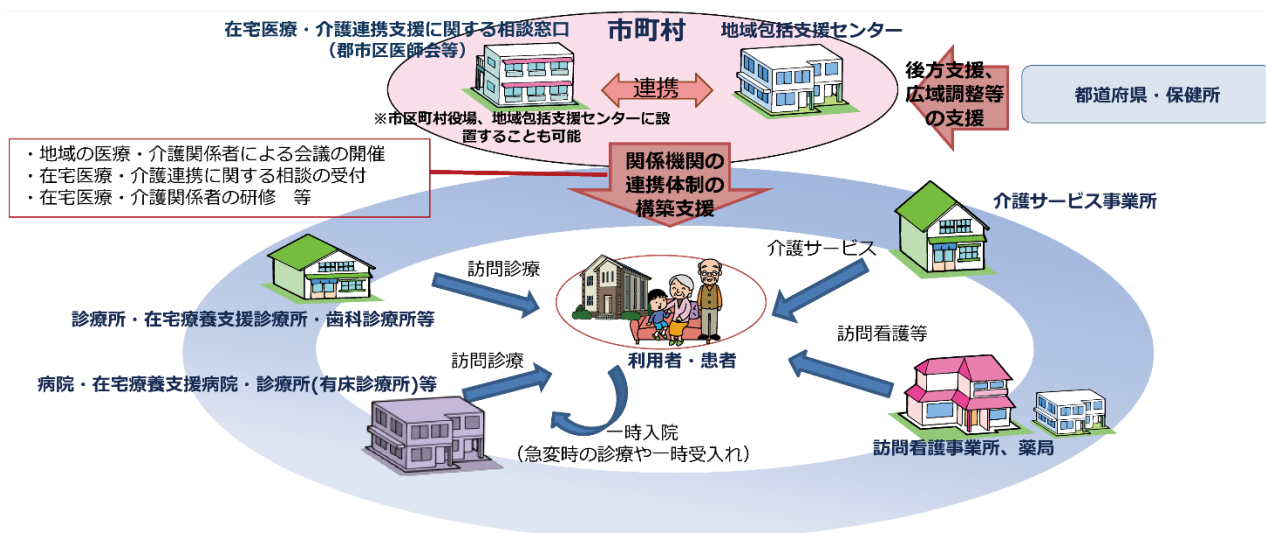 在宅医療・介護連携支援に関する相談窓口
（郡市区医師会等）
市町村
地域包括支援センター
連携
※市区町村役場、地域包括支援センターに設
置することも可能
後方支援、
広域調整等
の支援
都道府県・保健所
・地域の医療・介護関係者による会議の開催
・在宅医療・介護連携に関する相談の受付
・在宅医療・介護関係者の研修　等
関係機関の
連携体制の
構築支援
介護サービス事業所
介護サービス
訪問診療
診療所・在宅療養支援診療所・歯科診療所等
利用者・患者
訪問看護等
訪問診療
病院・在宅療養支援病院・診療所(有床診療所)等
一時入院
（急変時の診療や一時受入れ）
訪問看護事業所、薬局